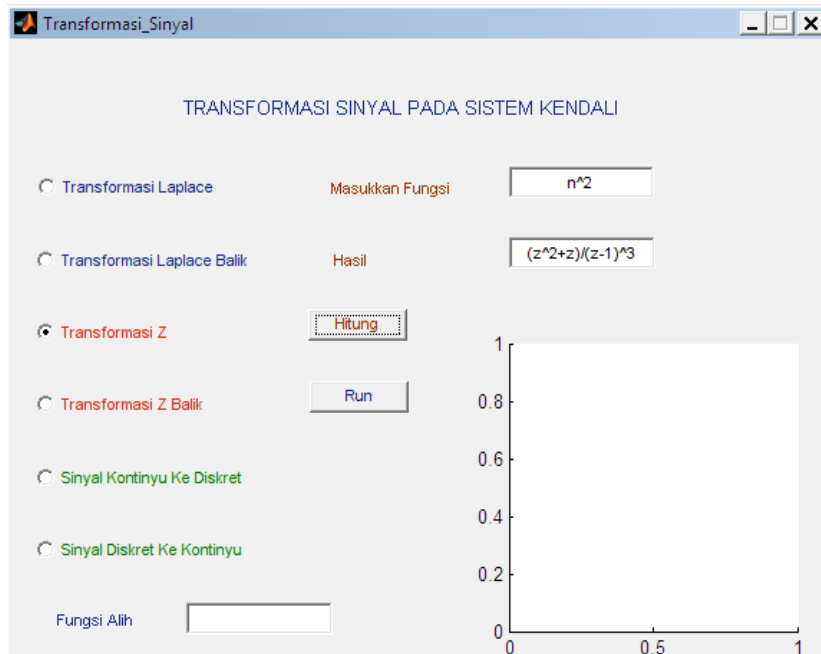 Transformasi_Sinyal
TRANSFORMASI SINYAL PADA SISTEM KENDALI
Transformasi Laplace
Masukkan Fungsi
n^2
Transformasi Laplace Balik
Hasil
(z^2+z)/(z-1)^3
Transformasi Z
Hitung
Transformasi Z Balik
Run
Sinyal Kontinyu Ke Diskret
Sinyal Diskret Ke Kontinyu
Fungsi Alih
1
0.8
0.6
0.4
0.2
0
0 0.5 1